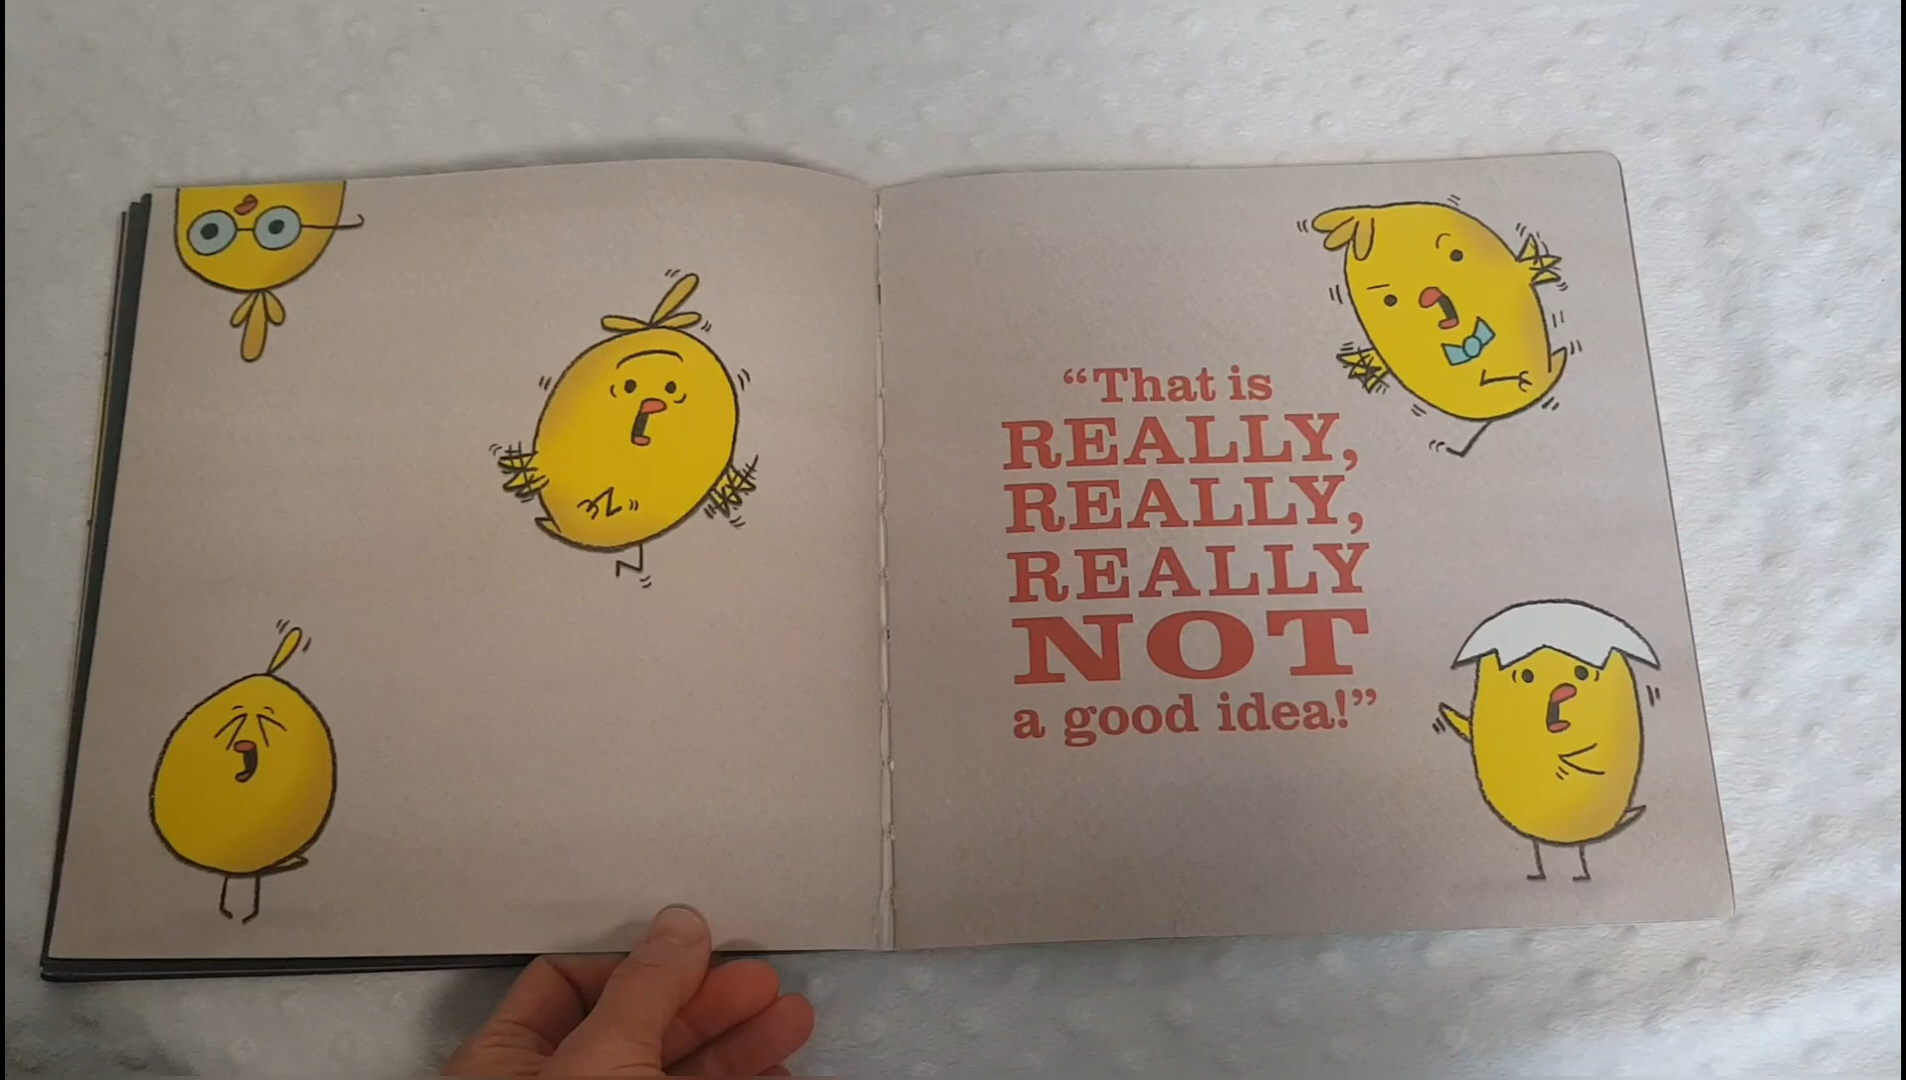 “That is
REALLY,
REALLY,
REALLY
NOT
a good idea!”